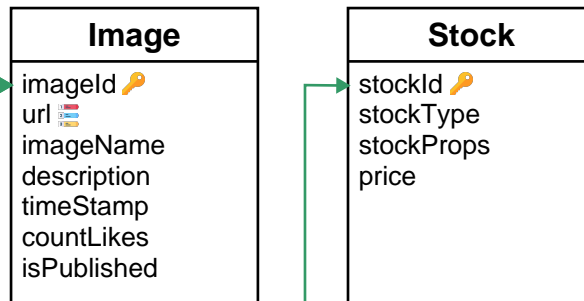 Image
imageId
url
imageName
description
timeStamp
countLikes
isPublished
Stock
stockId
stockType
stockProps
price